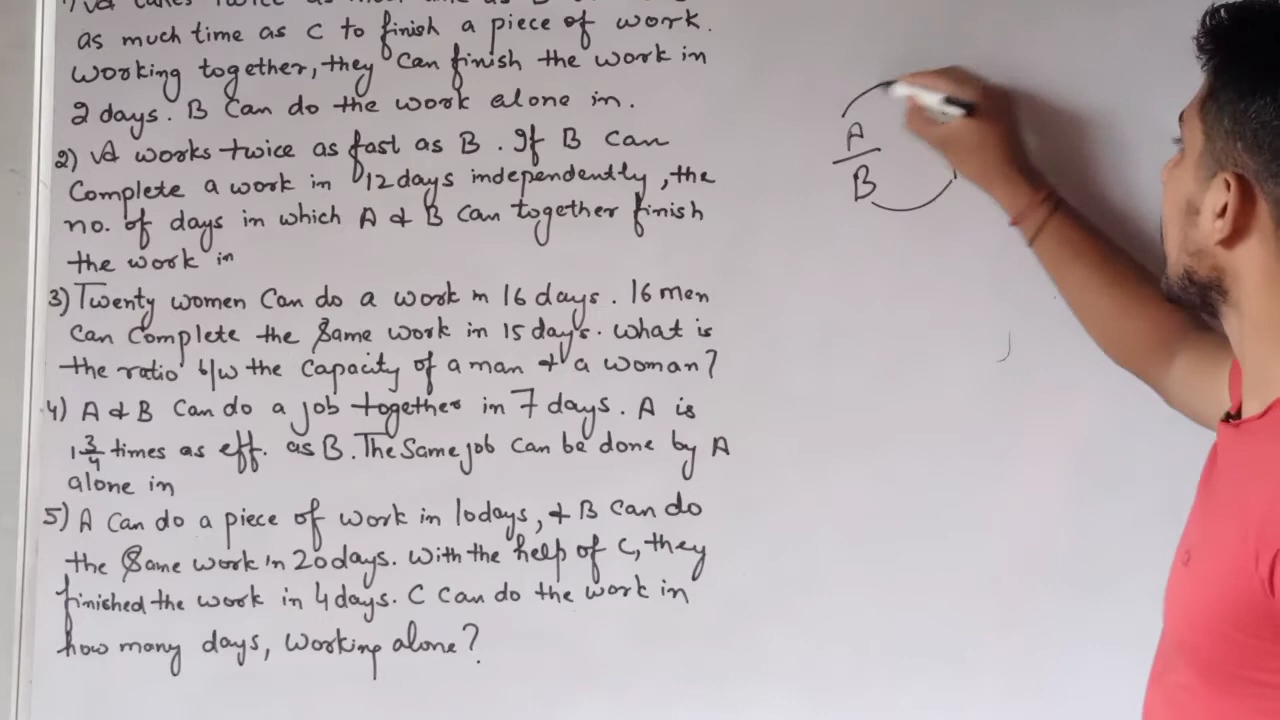 1) A takes twice as much time as B
as much time as C to finish a piece of work.
Working together, they can finish the work in
2 days. B Can do the work alone in.
2) A works twice as fast as B. If B can
Complete a work in 12 days independently, the
no. of days in which A & B Can together finish
the work in
3) Twenty women Can do a work in 16 days. 16 men
Can Complete the Same work in 15 days. What is
the ratio b/w the Capacity of a man & a woman?
4) A & B Can do a job together in 7 days. A is
1 3/4 times as eff. as B. The Same job can be done by A
alone in
5) A Can do a piece of work in 10 days, & B Can do
the Same work in 20 days. With the help of C, they
finished the work in 4 days. C Can do the work in
how many days, Working alone?
A
B